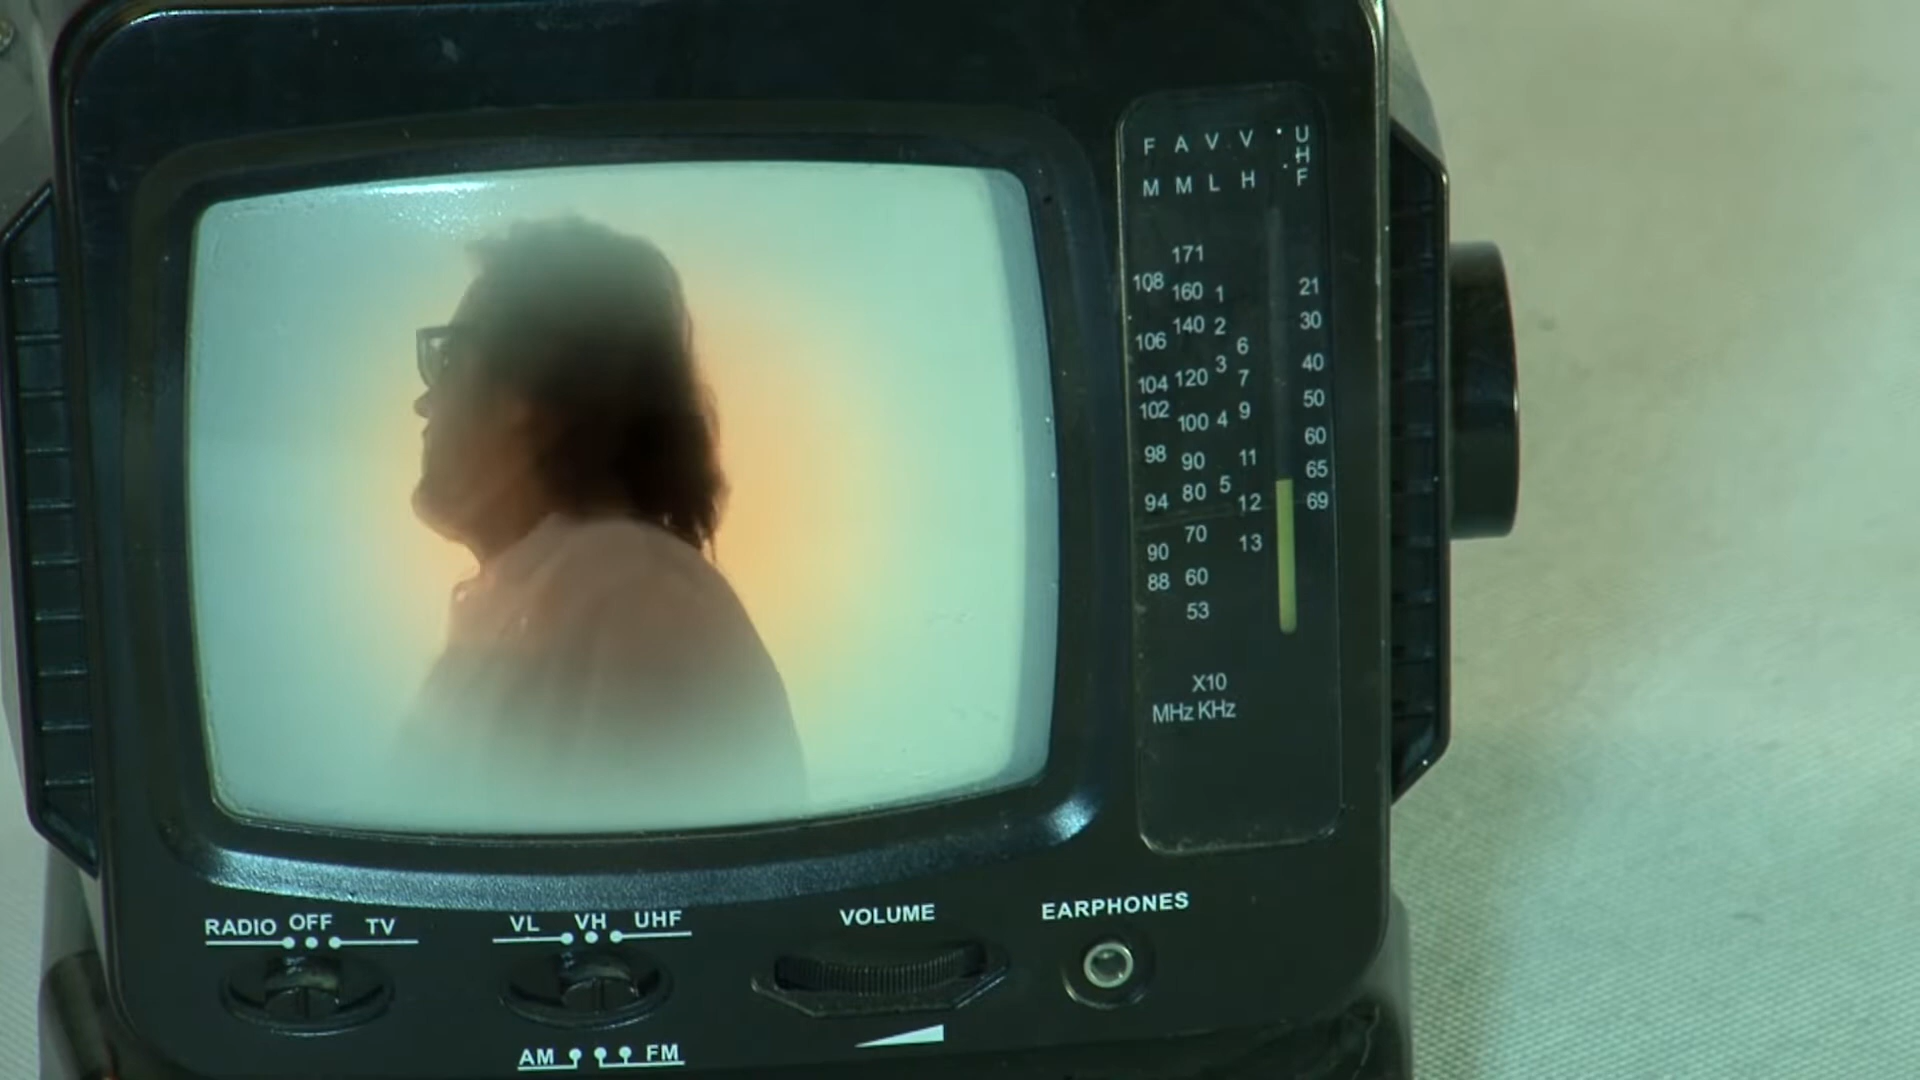 F A V V U
H
M M L H F
171
108 160 1 21
140 2 30
106 6
3 40
104 120 7
102 9 50
100 4
98 90 11 60
65
94 80 5 12 69
70
90 13
88 60
53
X10
MHz KHz
RADIO OFF TV
VL VH UHF
VOLUME
EARPHONES
AM FM